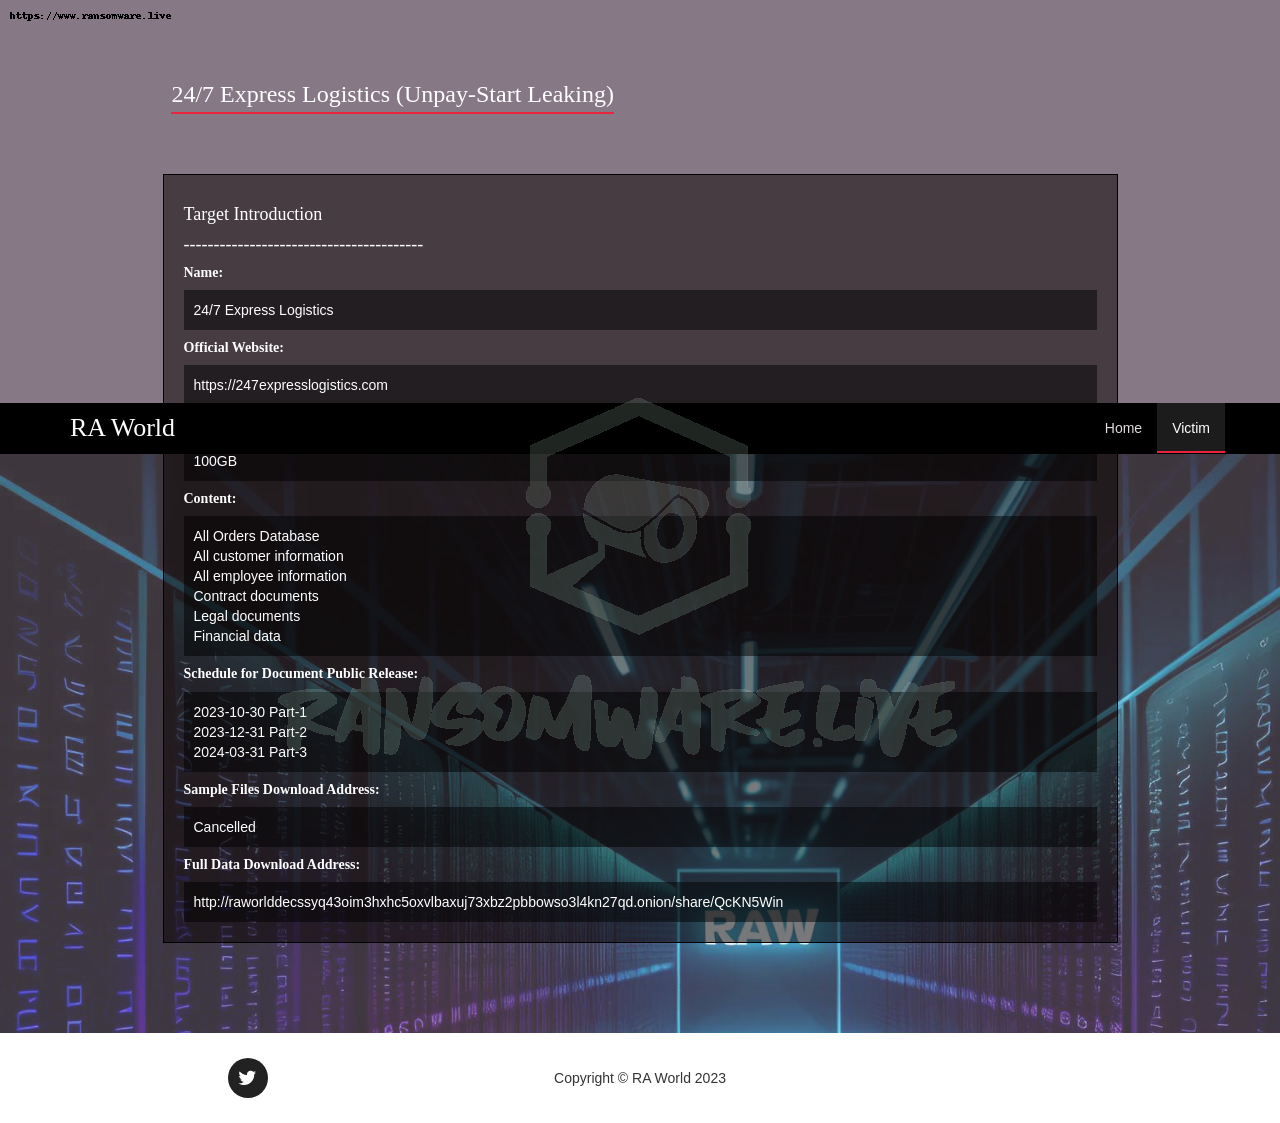 https://www.ransomware.live
24/7 Express Logistics (Unpay-Start Leaking)
Target Introduction
----------------------------------------
Name:
24/7 Express Logistics
Official Website:
https://247expresslogistics.com
RA World
Home
Victim
100GB
Content:
All Orders Database
All customer information
All employee information
Contract documents
Legal documents
Financial data
Schedule for Document Public Release:
RANSOMWARE.LIVE
2023-10-30 Part-1
2023-12-31 Part-2
2024-03-31 Part-3
Sample Files Download Address:
Cancelled
Full Data Download Address:
http://raworlddecssyq43oim3hxhc5oxvlbaxuj73xbz2pbbowso3l4kn27qd.onion/share/QcKN5Win
RAW
Copyright © RA World 2023